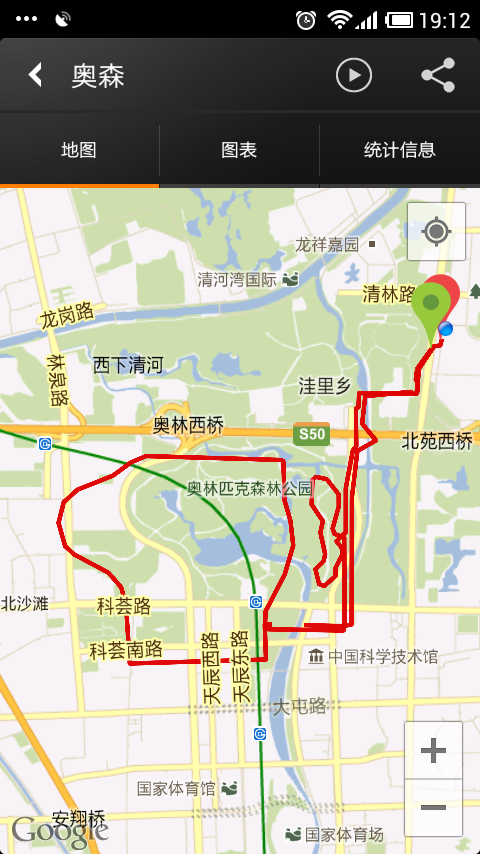 19:12
奥森
地图
图表
统计信息
龙祥嘉园
清河湾国际
清林路
龙岗路
林泉路
西下清河
洼里乡
奥林西桥
S50
北苑西桥
奥林匹克森林公园
北沙滩
科荟路
科荟南路
天辰西路
天辰东路
中国科学技术馆
大屯路
国家体育馆
安翔桥
Google
国家体育场